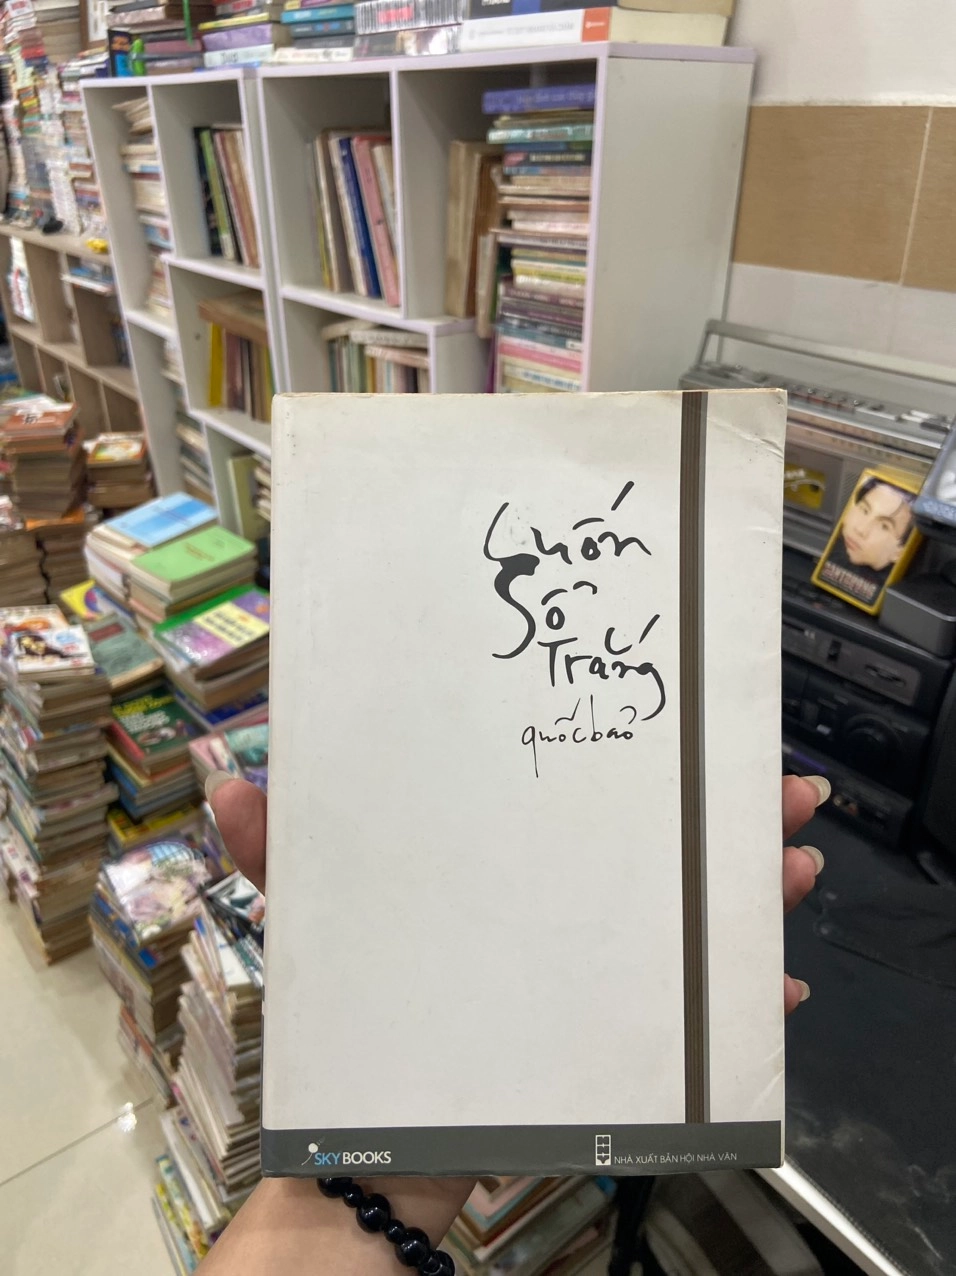 Cuốn
Sổ
Trắng
quốc bảo
SKYBOOKS
NHÀ XUẤT BẢN HỘI NHÀ VĂN